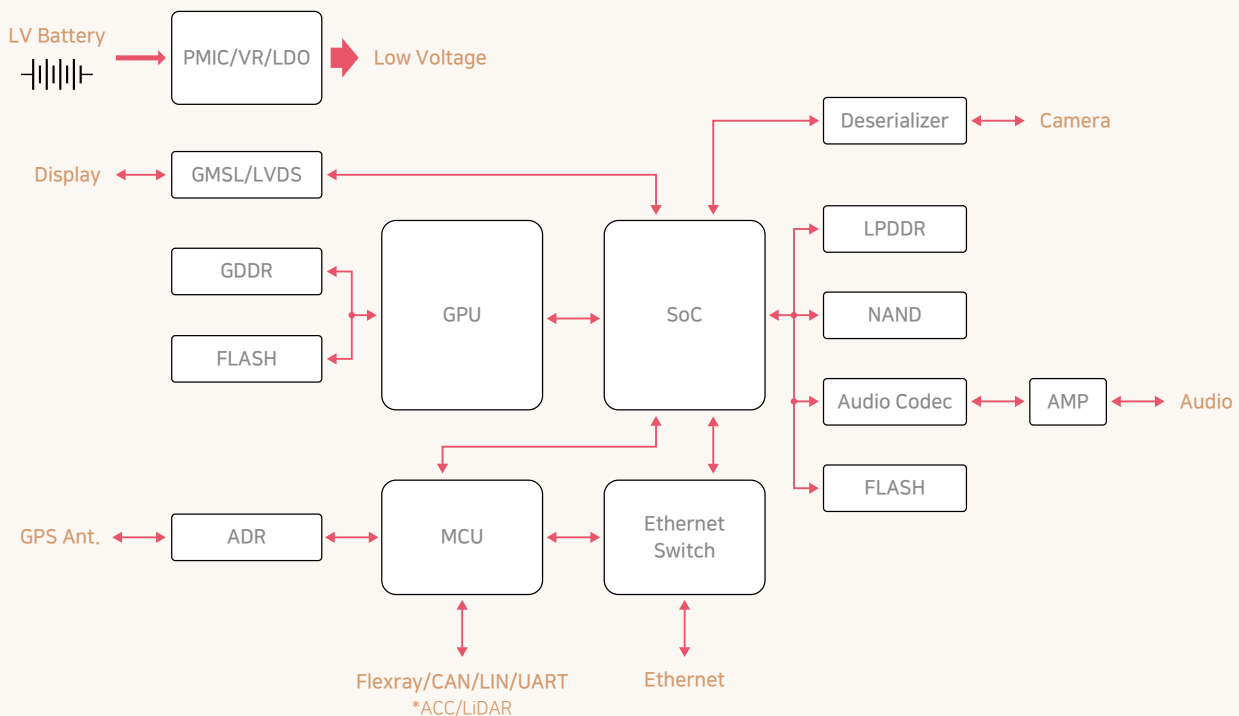 LV Battery
PMIC/VR/LDO
Low Voltage
Deserializer
Camera
Display
GMSL/LVDS
LPDDR
GDDR
GPU
SoC
NAND
FLASH
Audio Codec
AMP
Audio
FLASH
GPS Ant.
ADR
MCU
Ethernet
Switch
Flexray/CAN/LIN/UART
*ACC/LiDAR
Ethernet